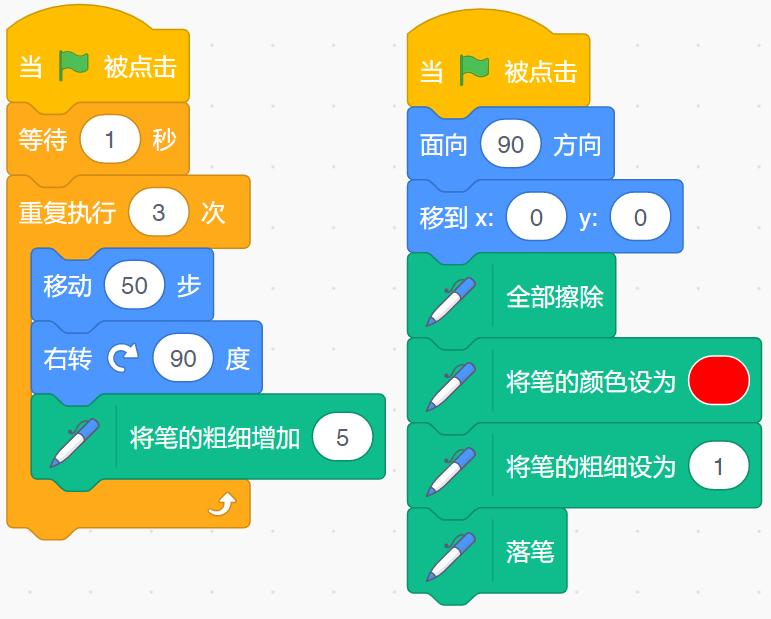 当 被点击
等待 1 秒
重复执行 3 次
移动 50 步
右转 90 度
将笔的粗细增加 5
当 被点击
面向 90 方向
移到 x: 0 y: 0
全部擦除
将笔的颜色设为
将笔的粗细设为 1
落笔